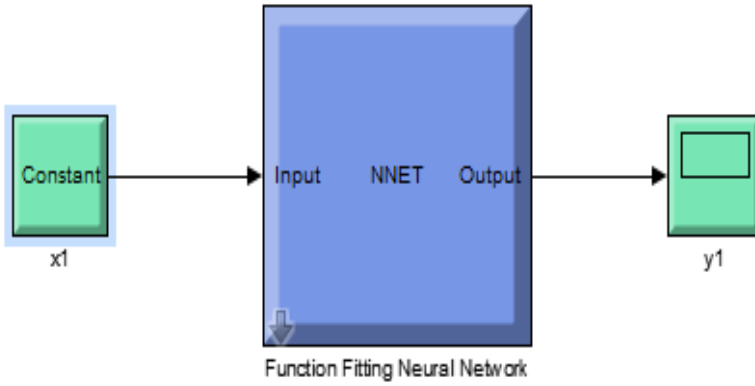 Constant
Input NNET Output
x1
y1
Function Fitting Neural Network